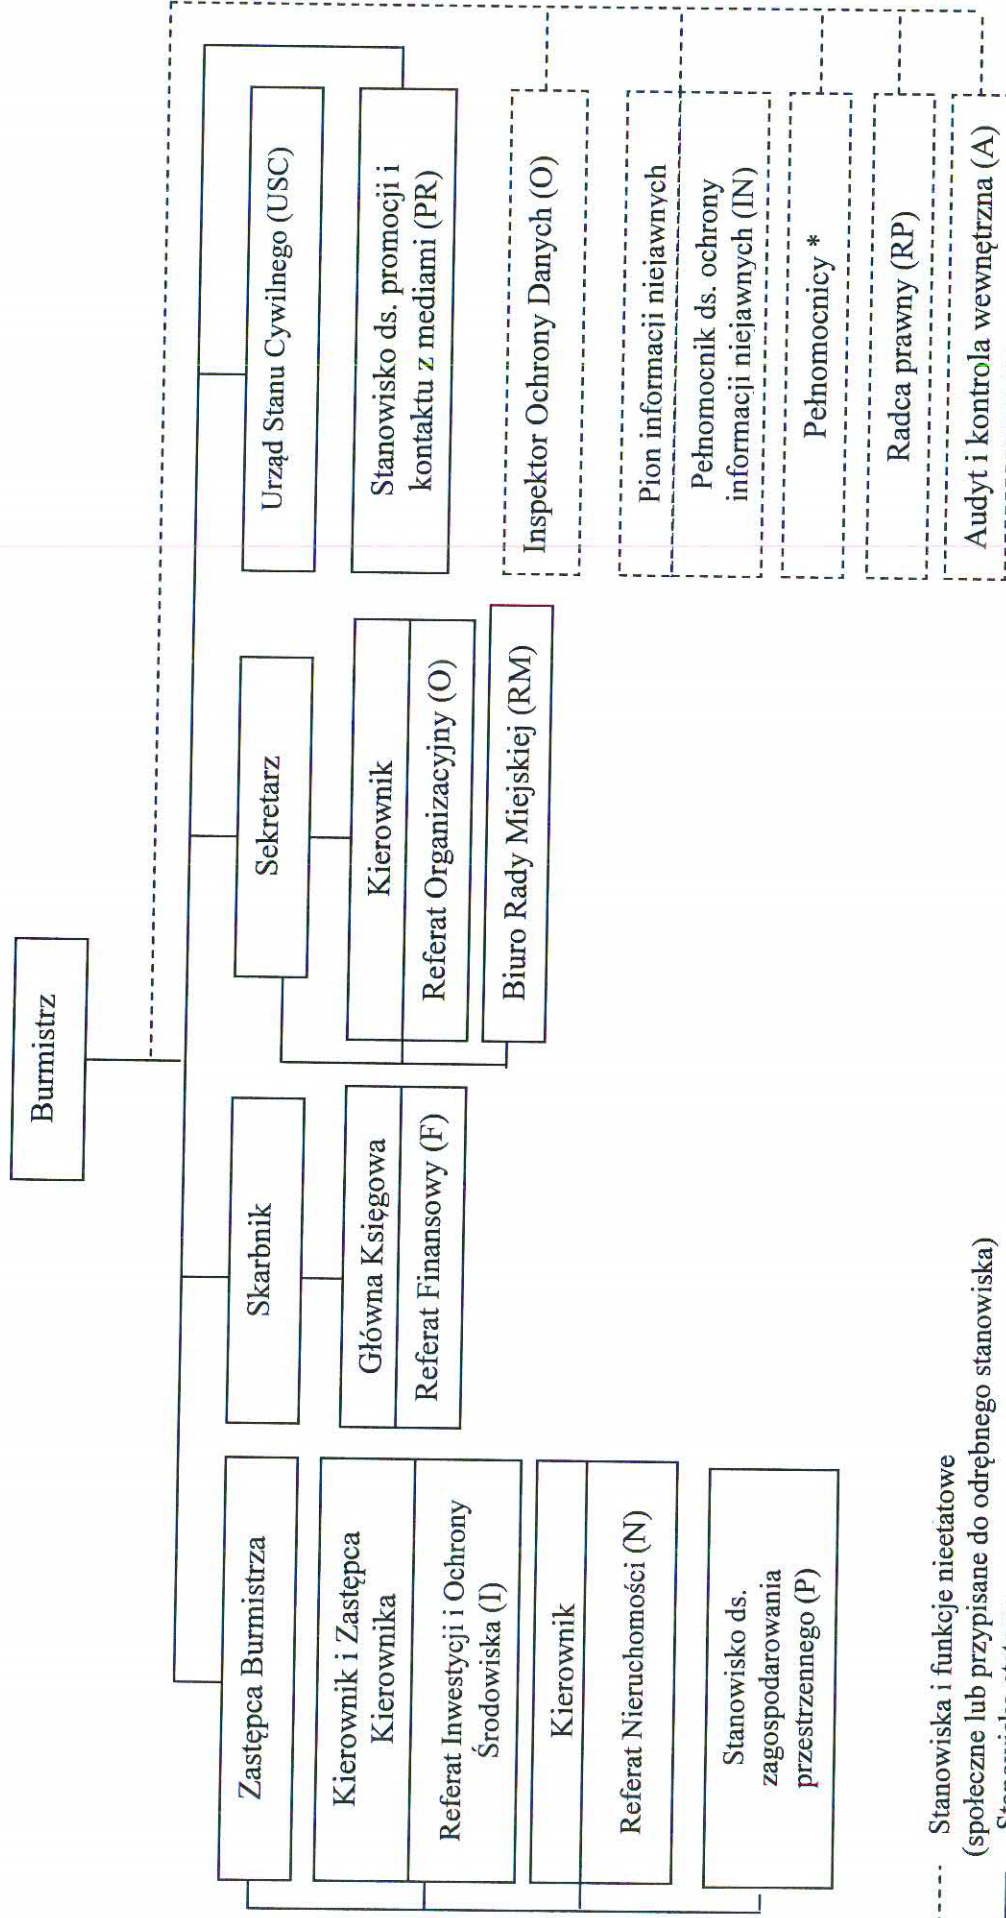 Burmistrz
Zastępca Burmistrza
Kierownik i Zastępca
Kierownika
Referat Inwestycji i Ochrony
Środowiska (I)
Kierownik
Referat Nieruchomości (N)
Stanowisko ds.
zagospodarowania
przestrzennego (P)
Skarbnik
Główna Księgowa
Referat Finansowy (F)
Sekretarz
Kierownik
Referat Organizacyjny (O)
Biuro Rady Miejskiej (RM)
Urząd Stanu Cywilnego (USC)
Stanowisko ds. promocji i
kontaktu z mediami (PR)
Inspektor Ochrony Danych (O)
Pion informacji niejawnych
Pełnomocnik ds. ochrony
informacji niejawnych (IN)
Pełnomocnicy *
Radca prawny (RP)
Audyt i kontrola wewnętrzna (A)
Stanowiska i funkcje nieetatowe
(społeczne lub przypisane do odrębnego stanowiska)